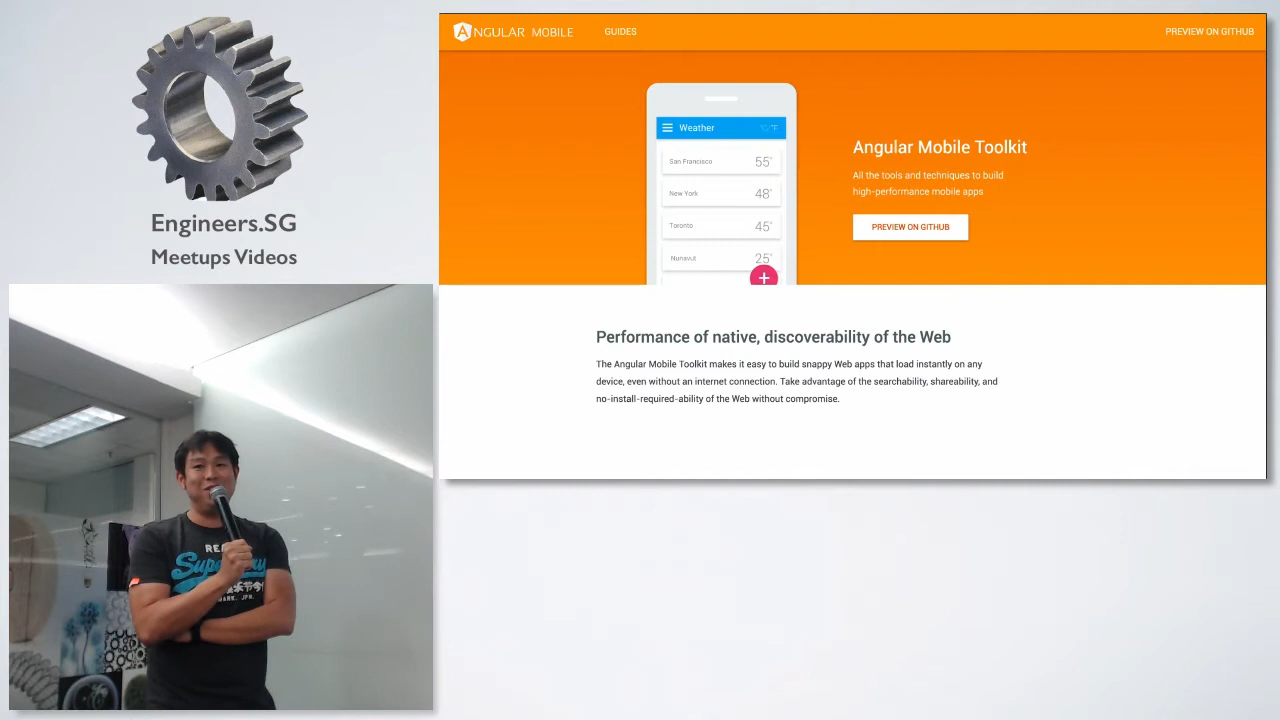 Engineers.SG
Meetups Videos
ANGULAR MOBILE
GUIDES
PREVIEW ON GITHUB
Weather
°C/°F
San Francisco
55°
New York
48°
Toronto
45°
Nunavut
25°
+
Angular Mobile Toolkit
All the tools and techniques to build
high-performance mobile apps
PREVIEW ON GITHUB
Performance of native, discoverability of the Web
The Angular Mobile Toolkit makes it easy to build snappy Web apps that load instantly on any
device, even without an internet connection. Take advantage of the searchability, shareability, and
no-install-required-ability of the Web without compromise.